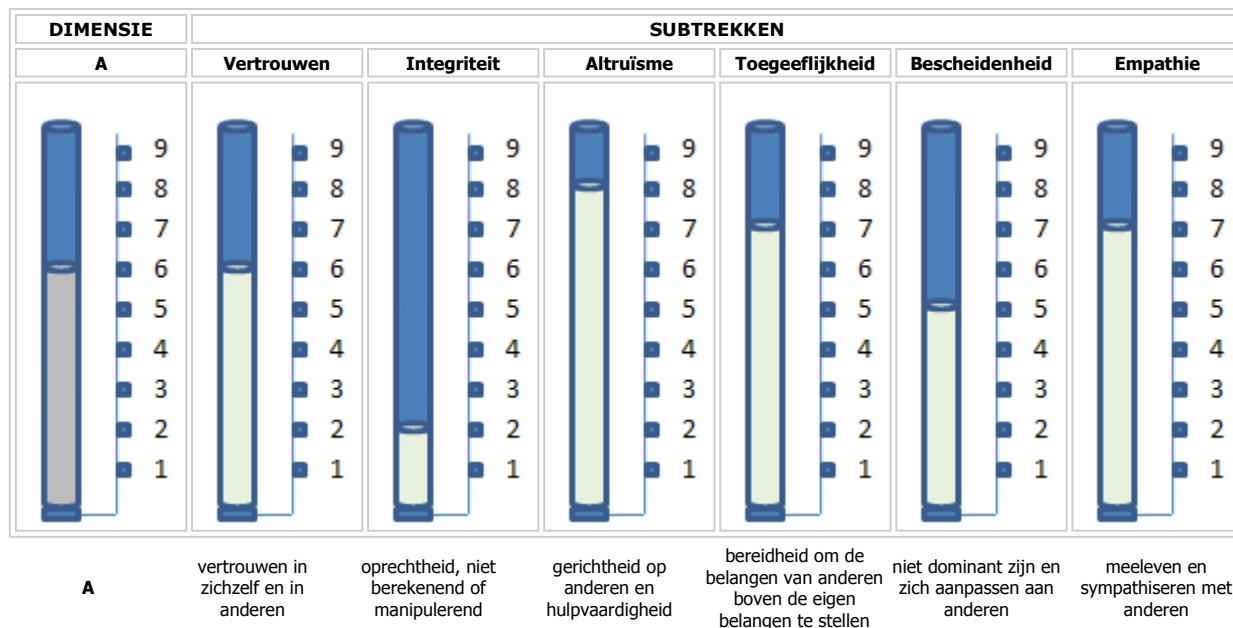 DIMENSIE SUBTREKKEN
A Vertrouwen Integriteit Altruïsme Toegeeflijkheid Bescheidenheid Empathie
9 9 9 9 9 9 9
8 8 8 8 8 8 8
7 7 7 7 7 7 7
6 6 6 6 6 6 6
5 5 5 5 5 5 5
4 4 4 4 4 4 4
3 3 3 3 3 3 3
2 2 2 2 2 2 2
1 1 1 1 1 1 1
A
vertrouwen in
zichzelf en in
anderen
oprechtheid, niet
berekenend of
manipulerend
gerichtheid op
anderen en
hulpvaardigheid
bereidheid om de
belangen van anderen
boven de eigen
belangen te stellen
niet dominant zijn en
zich aanpassen aan
anderen
meeleven en
sympathiseren met
anderen